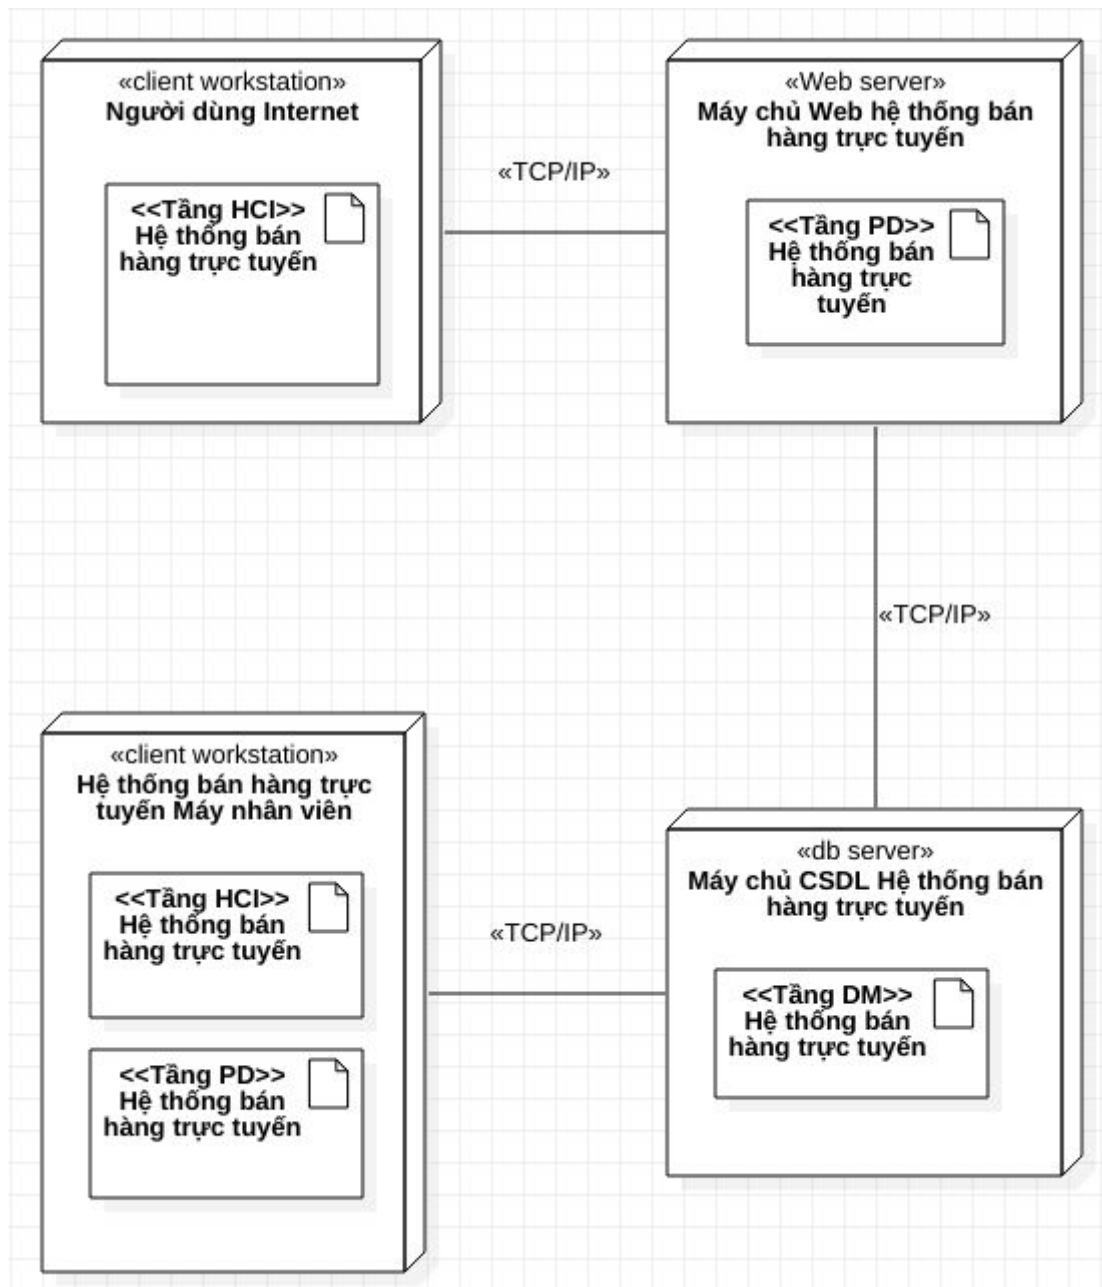 «client workstation»
Người dùng Internet
<<Tầng HCI>>
Hệ thống bán
hàng trực tuyến
«TCP/IP»
«Web server»
Máy chủ Web hệ thống bán
hàng trực tuyến
<<Tầng PD>>
Hệ thống bán
hàng trực
tuyến
«TCP/IP»
«client workstation»
Hệ thống bán hàng trực
tuyến Máy nhân viên
<<Tầng HCI>>
Hệ thống bán
hàng trực tuyến
<<Tầng PD>>
Hệ thống bán
hàng trực tuyến
«TCP/IP»
«db server»
Máy chủ CSDL Hệ thống bán
hàng trực tuyến
<<Tầng DM>>
Hệ thống bán
hàng trực tuyến